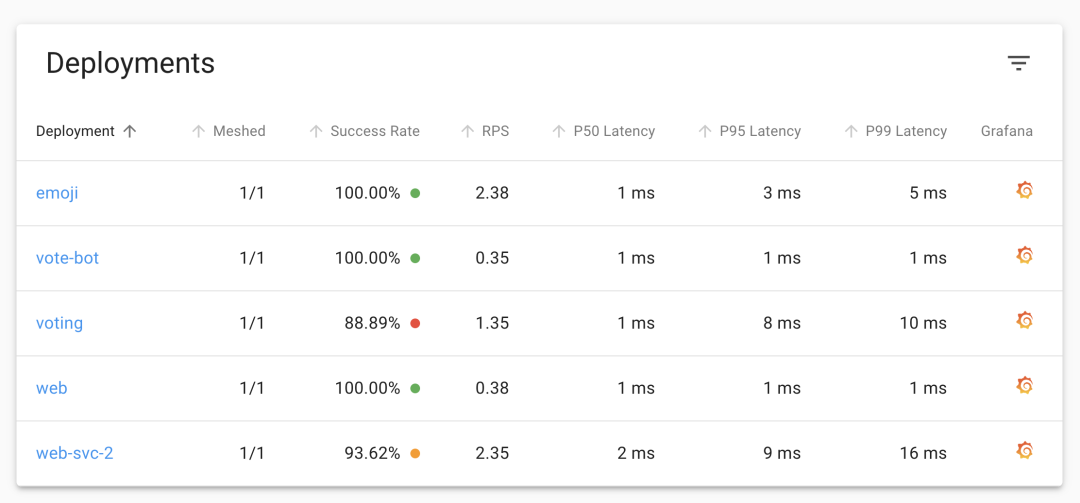 Deployments
Deployment Meshed Success Rate RPS P50 Latency P95 Latency P99 Latency Grafana
emoji 1/1 100.00% 2.38 1 ms 3 ms 5 ms
vote-bot 1/1 100.00% 0.35 1 ms 1 ms 1 ms
voting 1/1 88.89% 1.35 1 ms 8 ms 10 ms
web 1/1 100.00% 0.38 1 ms 1 ms 1 ms
web-svc-2 1/1 93.62% 2.35 2 ms 9 ms 16 ms